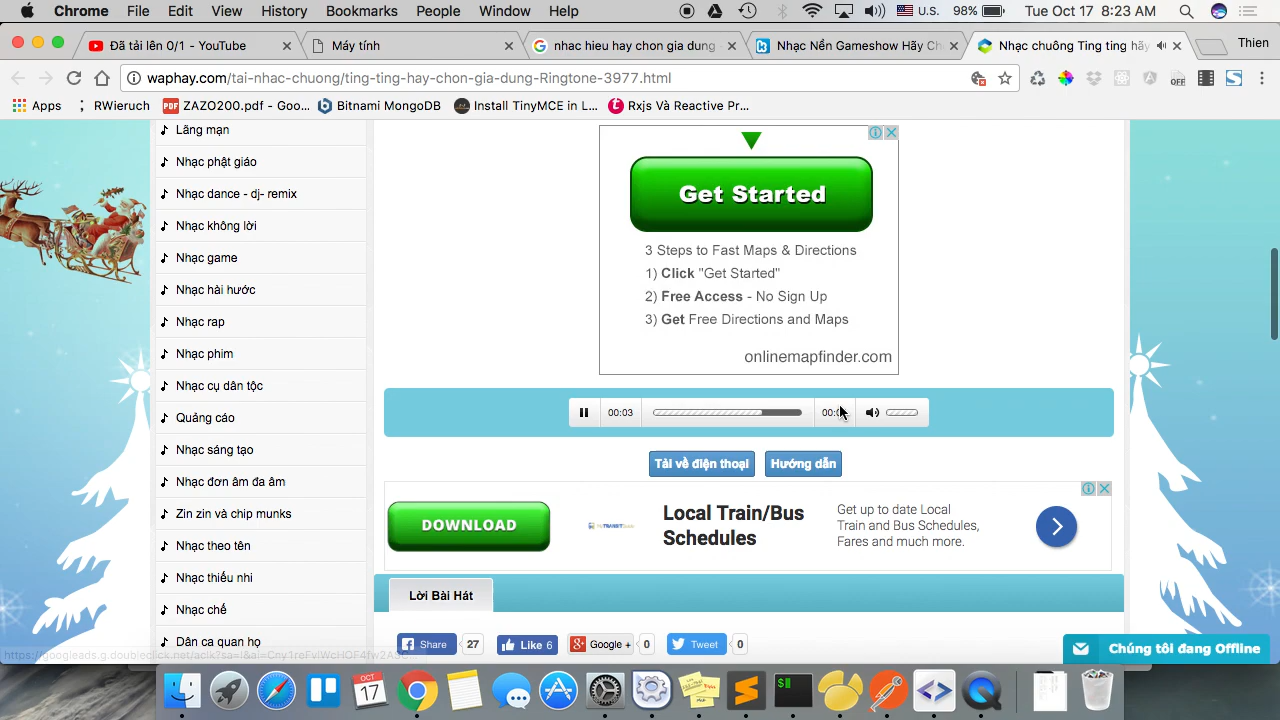 Chrome File Edit View History Bookmarks People Window Help U.S. 98% Tue Oct 17 8:23 AM
Đã tải lên 0/1 - YouTube
Máy tính
nhac hieu hay chon gia dung
Nhạc Nền Gameshow Hãy Ch
Nhạc chuông Ting ting hãy
Thien
waphay.com/tai-nhac-chuong/ting-ting-hay-chon-gia-dung-Ringtone-3977.html
OFF
Apps
RWieruch
PDF ZAZO200.pdf - Goo...
Bitnami MongoDB
Install TinyMCE in L...
Rxjs Và Reactive Pr...
Lãng mạn
Nhạc phật giáo
Nhạc dance - dj- remix
Nhạc không lời
Nhạc game
Nhạc hài hước
Nhạc rap
Nhạc phim
Nhạc cụ dân tộc
Quảng cáo
Nhạc sáng tạo
Nhạc đơn âm đa âm
Zin zin và chip munks
Nhạc theo tên
Nhạc thiếu nhi
Nhạc chế
Dân ca quan họ
Get Started
3 Steps to Fast Maps & Directions
1) Click "Get Started"
2) Free Access - No Sign Up
3) Get Free Directions and Maps
onlinemapfinder.com
00:03
Tải về điện thoại
Hướng dẫn
DOWNLOAD
Local Train/Bus
Schedules
Get up to date Local
Train and Bus Schedules,
Fares and much more.
Lời Bài Hát
Share 27
Like 6
Google + 0
Tweet 0
Chúng tôi đang Offline
OCT
17